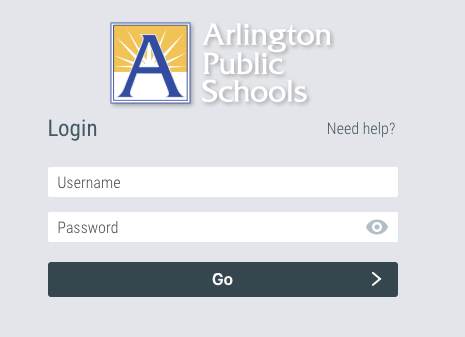 A
Arlington
Public
Schools
Login
Need help?
Username
Password
Go